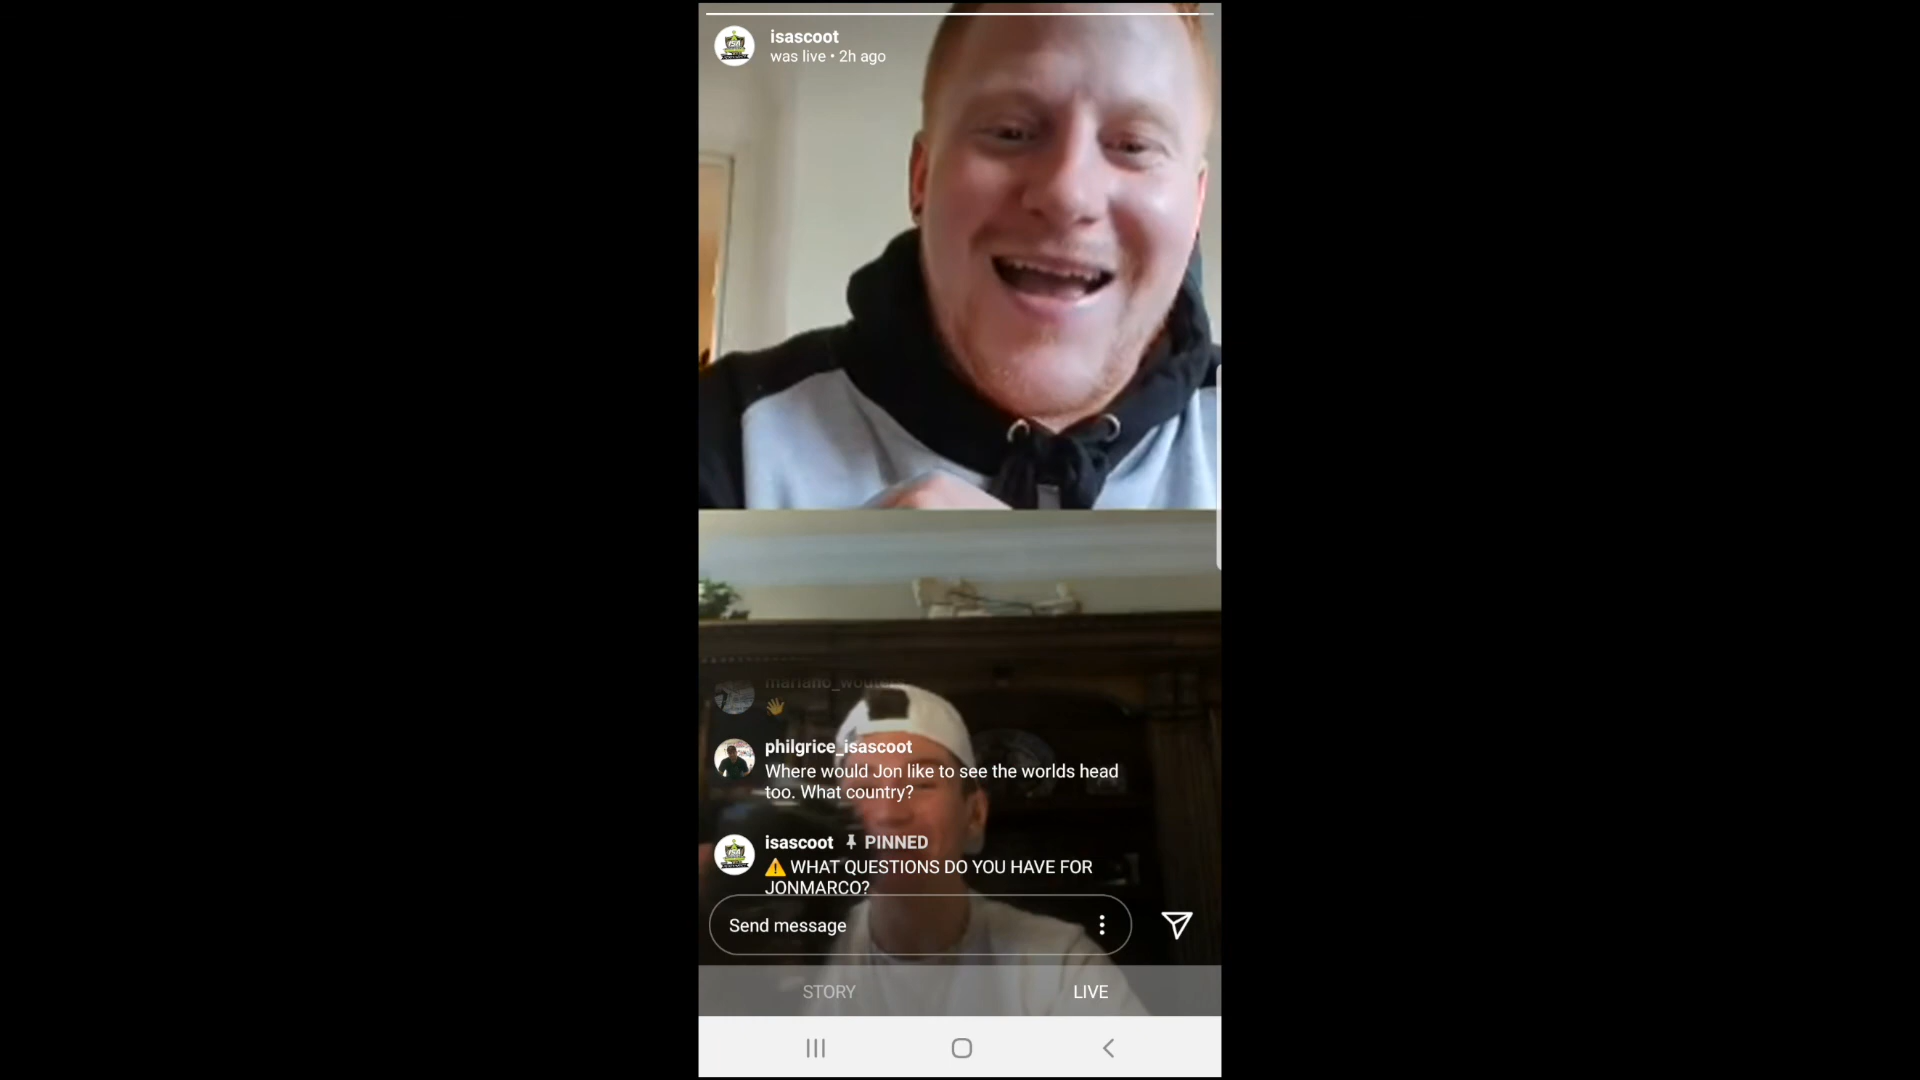 isascoot
was live • 2h ago
mariano_wouters
👋
philgrice_isascoot
Where would Jon like to see the worlds head
too. What country?
isascoot PINNED
⚠ WHAT QUESTIONS DO YOU HAVE FOR
JONMARCO?
Send message
STORY
LIVE